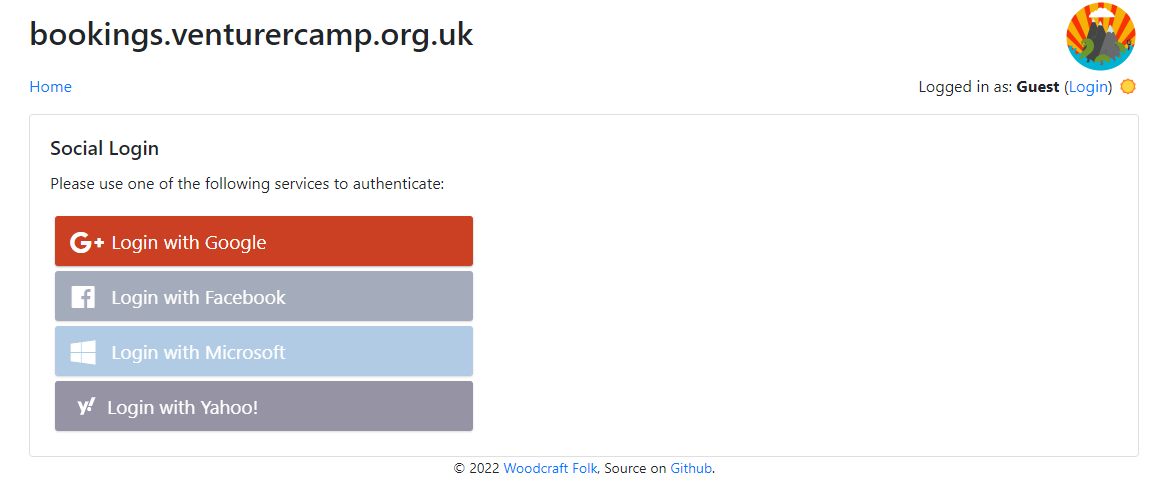 bookings.venturercamp.org.uk
Home
Logged in as: Guest (Login)
Social Login
Please use one of the following services to authenticate:
G+ Login with Google
Login with Facebook
Login with Microsoft
y! Login with Yahoo!
© 2022 Woodcraft Folk, Source on Github.